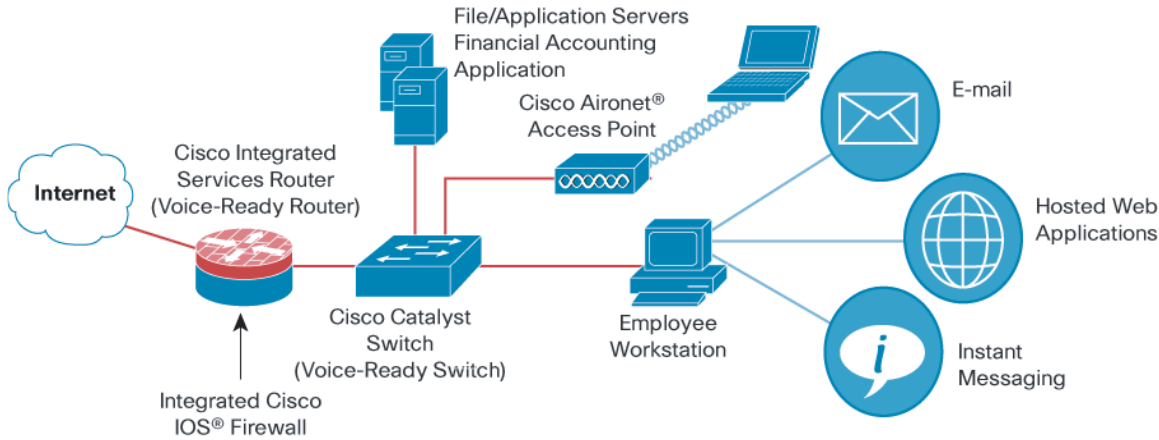 File/Application Servers
Financial Accounting
Application
Cisco Aironet®
Access Point
E-mail
Cisco Integrated
Services Router
(Voice-Ready Router)
Internet
Hosted Web
Applications
Cisco Catalyst
Switch
(Voice-Ready Switch)
Employee
Workstation
i
Instant
Messaging
Integrated Cisco
IOS® Firewall